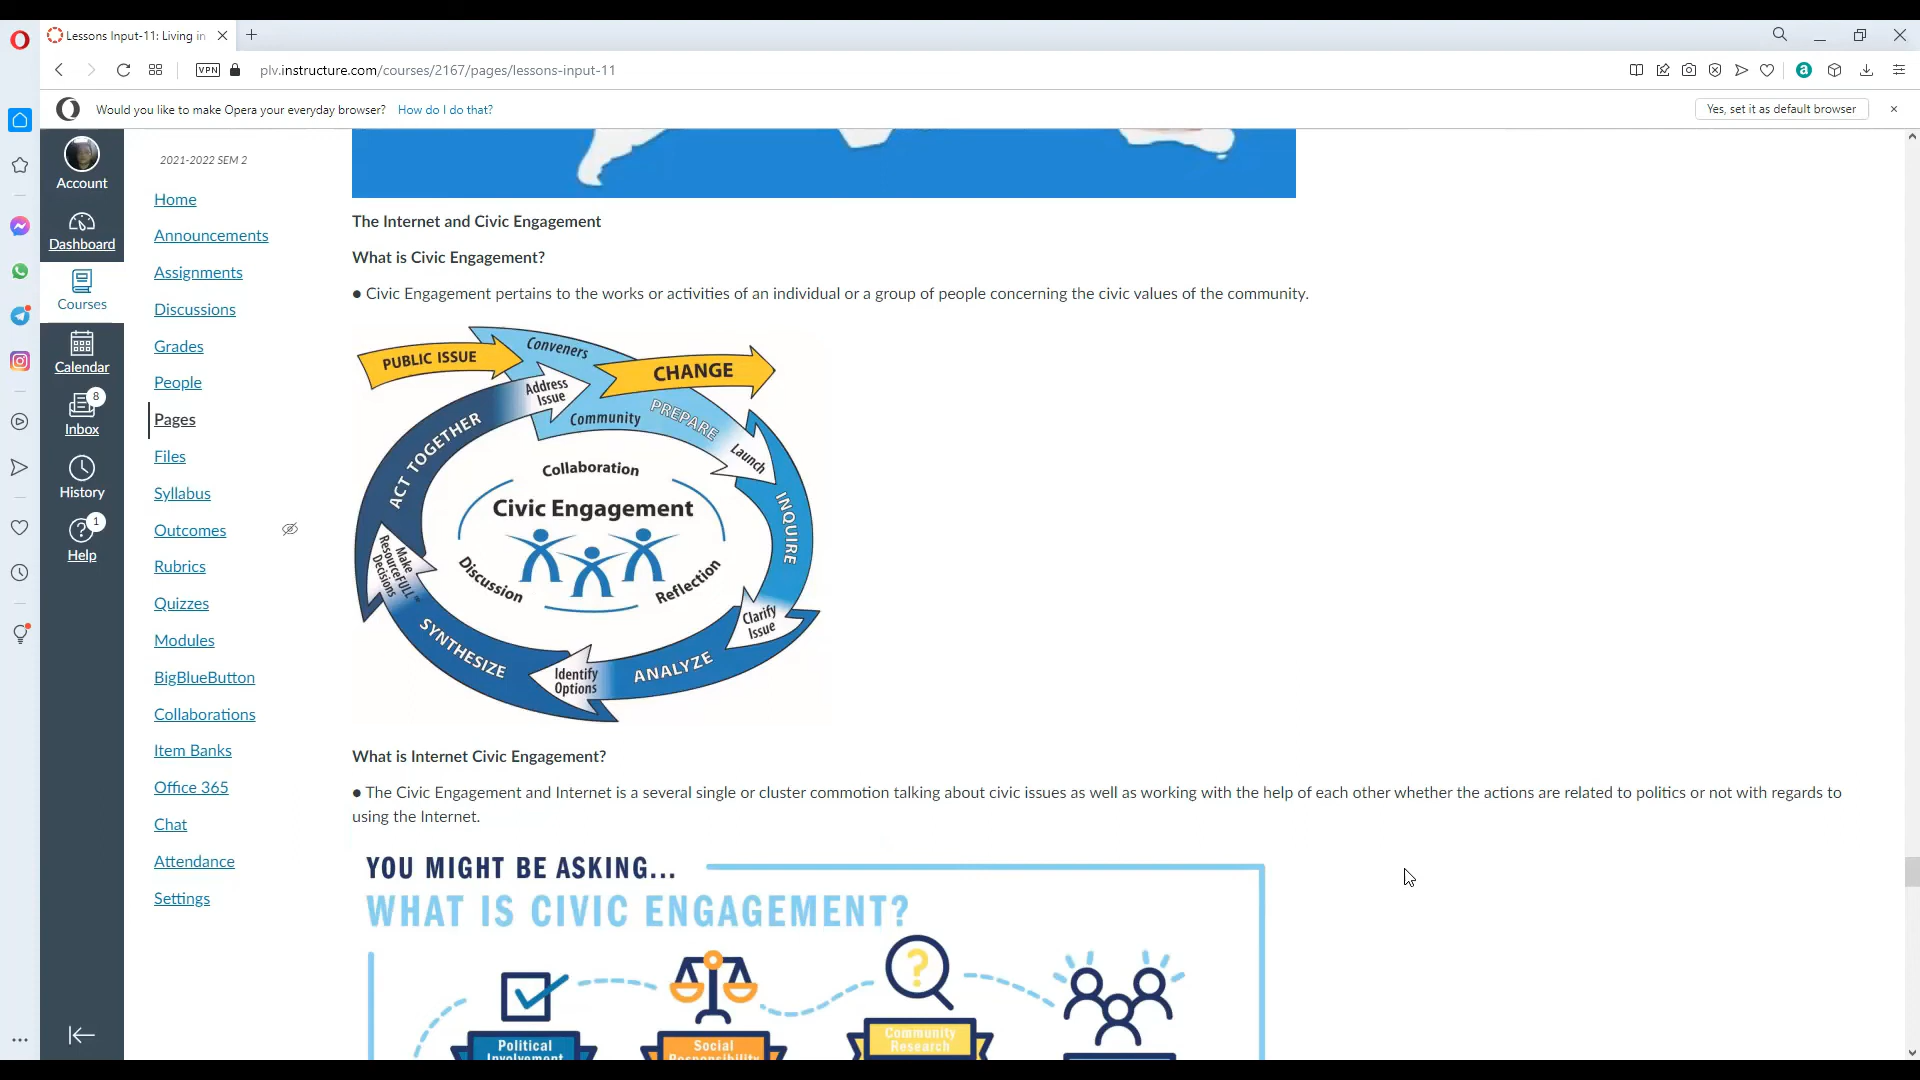 Lessons Input-11: Living in
VPN
plv.instructure.com/courses/2167/pages/lessons-input-11
a
Would you like to make Opera your everyday browser? How do I do that?
Yes, set it as default browser
Account
Dashboard
Courses
Calendar
8
Inbox
History
1
Help
2021-2022 SEM 2
Home
Announcements
Assignments
Discussions
Grades
People
Pages
Files
Syllabus
Outcomes
Rubrics
Quizzes
Modules
BigBlueButton
Collaborations
Item Banks
Office 365
Chat
Attendance
Settings
The Internet and Civic Engagement
What is Civic Engagement?
● Civic Engagement pertains to the works or activities of an individual or a group of people concerning the civic values of the community.
PUBLIC ISSUE
Conveners
CHANGE
Address
Issue
Community
PREPARE
Launch
INQUIRE
Clarify
Issue
ANALYZE
Identify
Options
SYNTHESIZE
Make
ResourceFULL™
Decisions
ACT TOGETHER
Collaboration
Civic Engagement
Discussion
Reflection
What is Internet Civic Engagement?
● The Civic Engagement and Internet is a several single or cluster commotion talking about civic issues as well as working with the help of each other whether the actions are related to politics or not with regards to
using the Internet.
YOU MIGHT BE ASKING...
WHAT IS CIVIC ENGAGEMENT?
?
Political
Involvement
Social
Responsibility
Community
Research